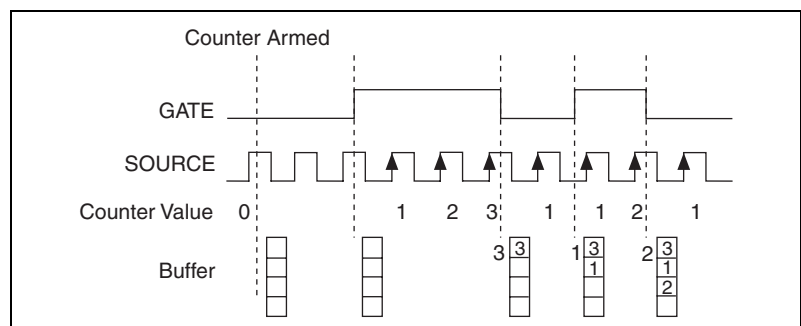 Counter Armed
GATE
SOURCE
Counter Value 0 1 2 3 1 1 2 1
Buffer 3 3 1 3 2 3
1 1
2